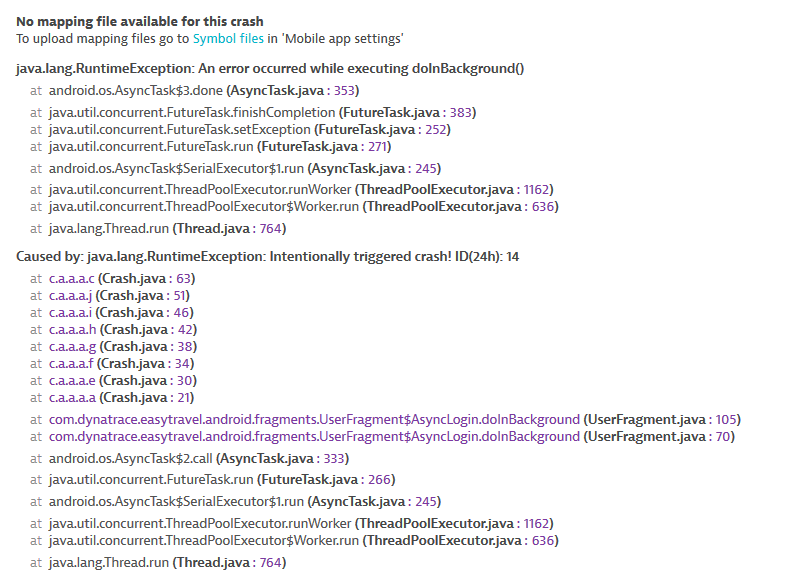 No mapping file available for this crash
To upload mapping files go to Symbol files in 'Mobile app settings'
java.lang.RuntimeException: An error occurred while executing doInBackground()
at android.os.AsyncTask$3.done (AsyncTask.java : 353)
at java.util.concurrent.FutureTask.finishCompletion (FutureTask.java : 383)
at java.util.concurrent.FutureTask.setException (FutureTask.java : 252)
at java.util.concurrent.FutureTask.run (FutureTask.java : 271)
at android.os.AsyncTask$SerialExecutor$1.run (AsyncTask.java : 245)
at java.util.concurrent.ThreadPoolExecutor.runWorker (ThreadPoolExecutor.java : 1162)
at java.util.concurrent.ThreadPoolExecutor$Worker.run (ThreadPoolExecutor.java : 636)
at java.lang.Thread.run (Thread.java : 764)
Caused by: java.lang.RuntimeException: Intentionally triggered crash! ID(24h): 14
at c.a.a.a.c (Crash.java : 63)
at c.a.a.a.j (Crash.java : 51)
at c.a.a.a.i (Crash.java : 46)
at c.a.a.a.h (Crash.java : 42)
at c.a.a.a.g (Crash.java : 38)
at c.a.a.a.f (Crash.java : 34)
at c.a.a.a.e (Crash.java : 30)
at c.a.a.a.a (Crash.java : 21)
at com.dynatrace.easytravel.android.fragments.UserFragment$AsyncLogin.doInBackground (UserFragment.java : 105)
at com.dynatrace.easytravel.android.fragments.UserFragment$AsyncLogin.doInBackground (UserFragment.java : 70)
at android.os.AsyncTask$2.call (AsyncTask.java : 333)
at java.util.concurrent.FutureTask.run (FutureTask.java : 266)
at android.os.AsyncTask$SerialExecutor$1.run (AsyncTask.java : 245)
at java.util.concurrent.ThreadPoolExecutor.runWorker (ThreadPoolExecutor.java : 1162)
at java.util.concurrent.ThreadPoolExecutor$Worker.run (ThreadPoolExecutor.java : 636)
at java.lang.Thread.run (Thread.java : 764)